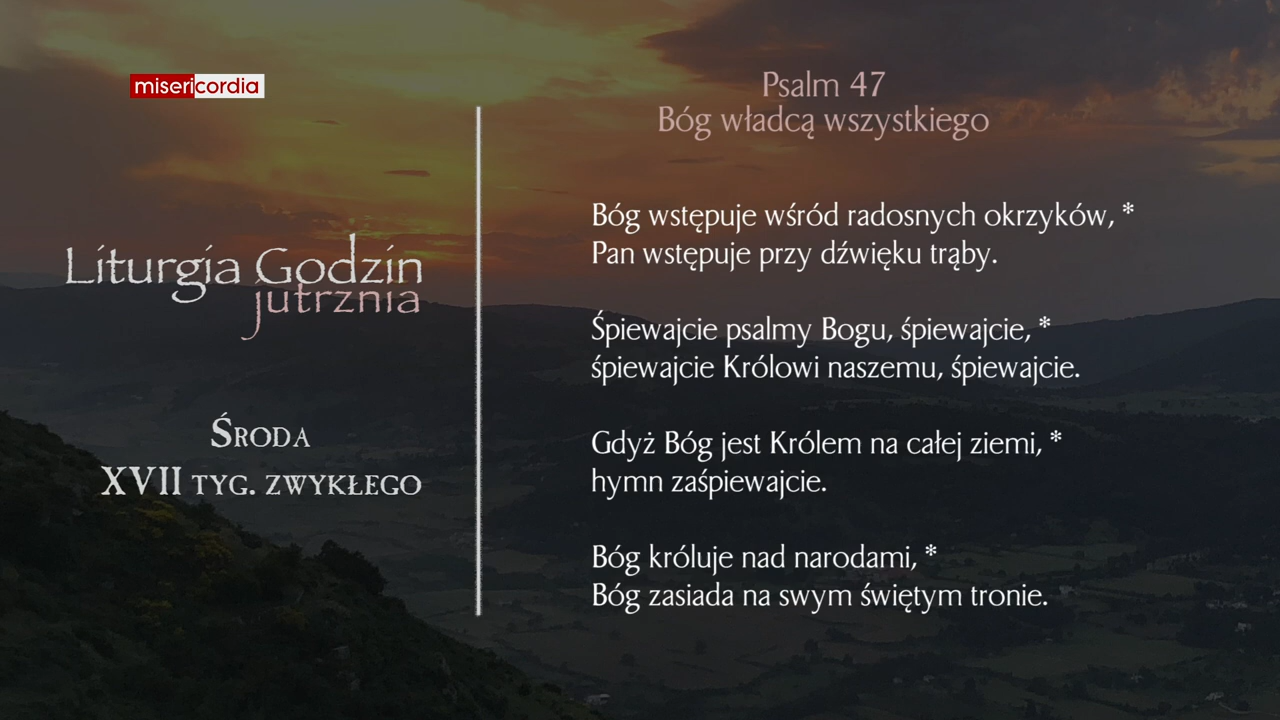 misericordia
Liturgia Godzin
jutrznia
Środa
XVII tyg. zwykłego
Psalm 47
Bóg władcą wszystkiego
Bóg wstępuje wśród radosnych okrzyków, *
Pan wstępuje przy dźwięku trąby.
Śpiewajcie psalmy Bogu, śpiewajcie, *
śpiewajcie Królowi naszemu, śpiewajcie.
Gdyż Bóg jest Królem na całej ziemi, *
hymn zaśpiewajcie.
Bóg króluje nad narodami, *
Bóg zasiada na swym świętym tronie.